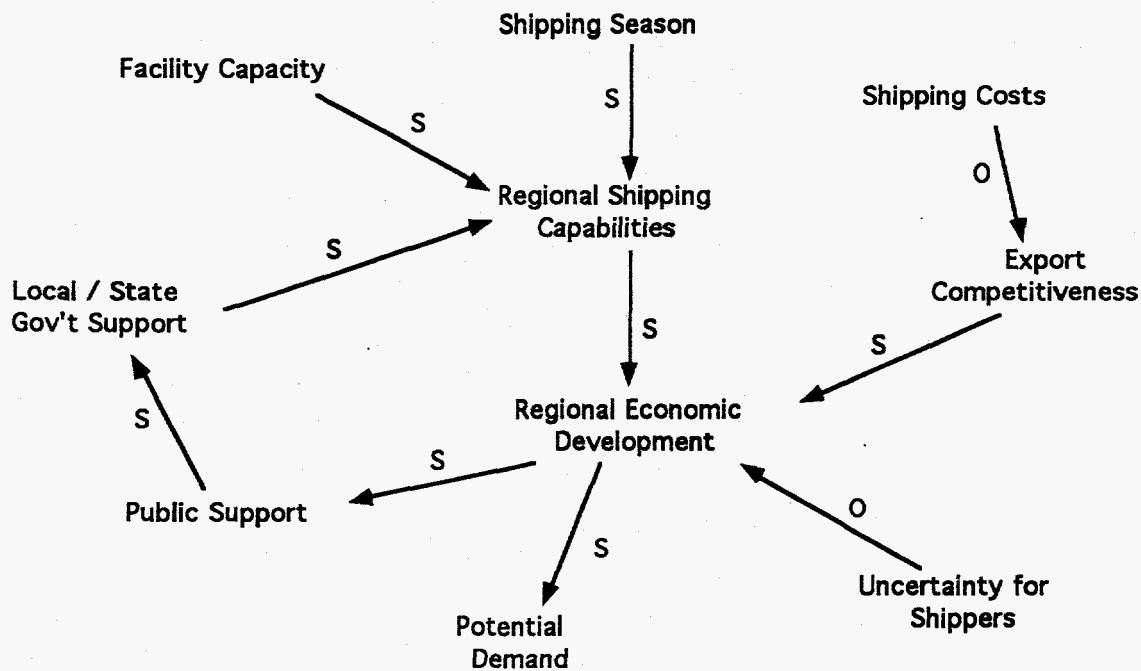 Shipping Season
Facility Capacity
Shipping Costs
S
S
O
Regional Shipping
Capabilities
S
Export
Competitiveness
Local / State
Gov't Support
S
S
Regional Economic
Development
S
S
Public Support
O
S
Uncertainty for
Shippers
Potential
Demand